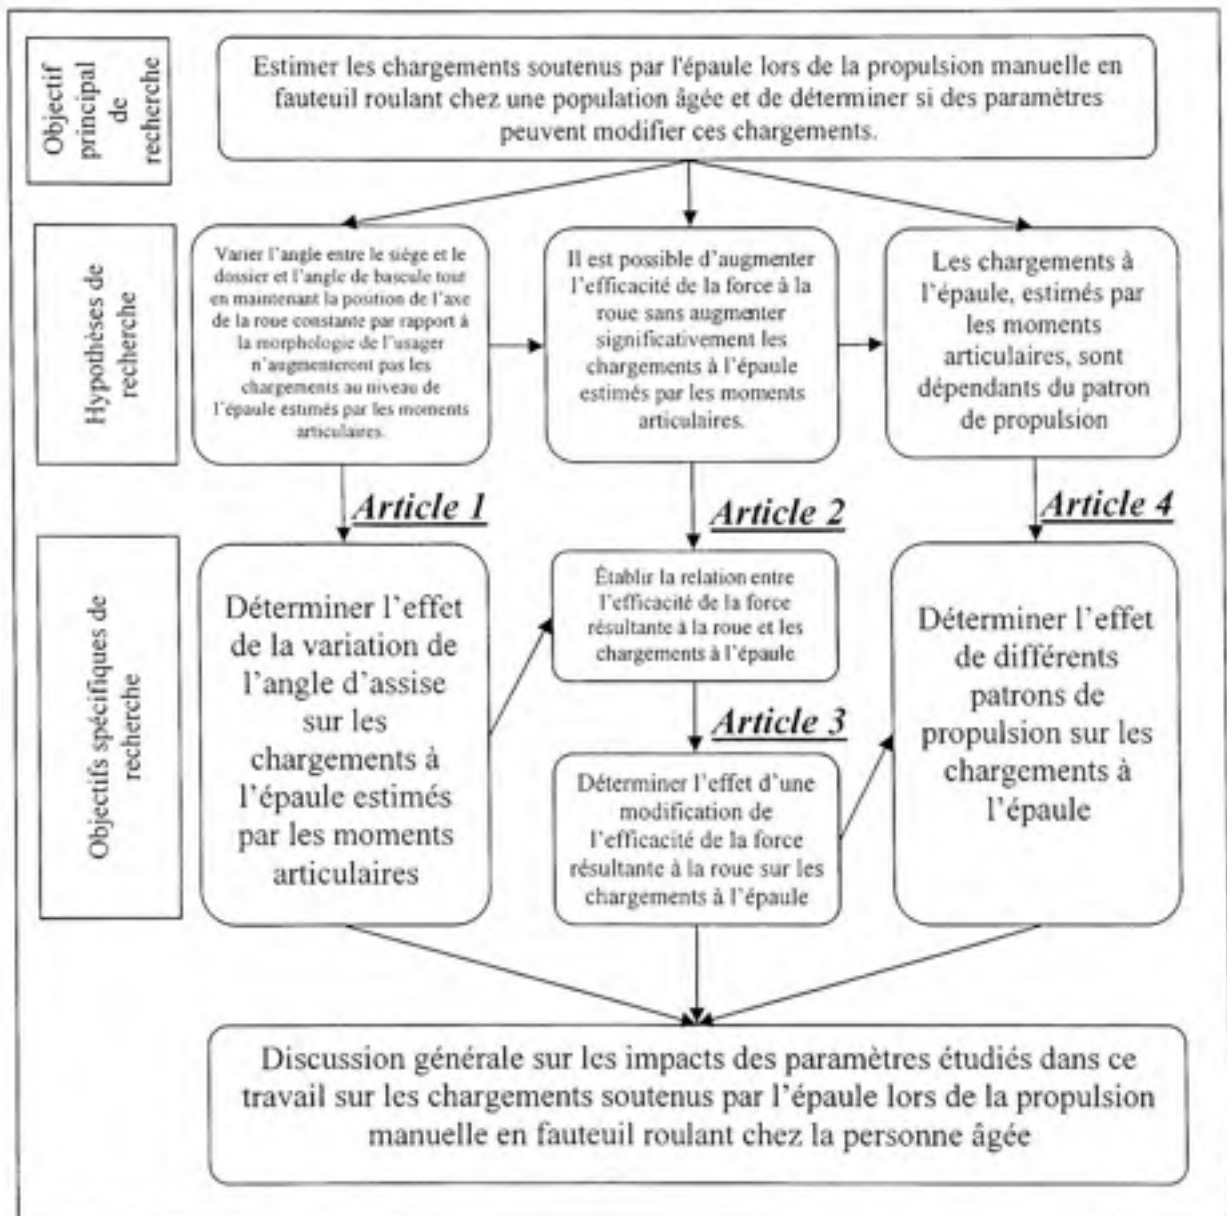 Objectif
principal
de
recherche
Estimer les chargements soutenus par l'épaule lors de la propulsion manuelle en
fauteuil roulant chez une population âgée et de déterminer si des paramètres
peuvent modifier ces chargements.
Hypothèses de
recherche
Varier l'angle entre le siège et le
dossier et l'angle de bascule tout
en maintenant la position de l'axe
de la roue constante par rapport à
la morphologie de l'usager
n'augmenteront pas les
chargements au niveau de
l'épaule estimés par les moments
articulaires.
Il est possible d'augmenter
l'efficacité de la force à la
roue sans augmenter
significativement les
chargements à l'épaule
estimés par les moments
articulaires.
Les chargements à
l'épaule, estimés par
les moments
articulaires, sont
dépendants du patron
de propulsion
Article 1
Article 2
Article 4
Objectifs spécifiques de
recherche
Déterminer l'effet
de la variation de
l'angle d'assise
sur les
chargements à
l'épaule estimés
par les moments
articulaires
Établir la relation entre
l'efficacité de la force
résultante à la roue et les
chargements à l'épaule
Article 3
Déterminer l'effet d'une
modification de
l'efficacité de la force
résultante à la roue sur les
chargements à l'épaule
Déterminer l'effet
de différents
patrons de
propulsion sur les
chargements à
l'épaule
Discussion générale sur les impacts des paramètres étudiés dans ce
travail sur les chargements soutenus par l'épaule lors de la propulsion
manuelle en fauteuil roulant chez la personne âgée